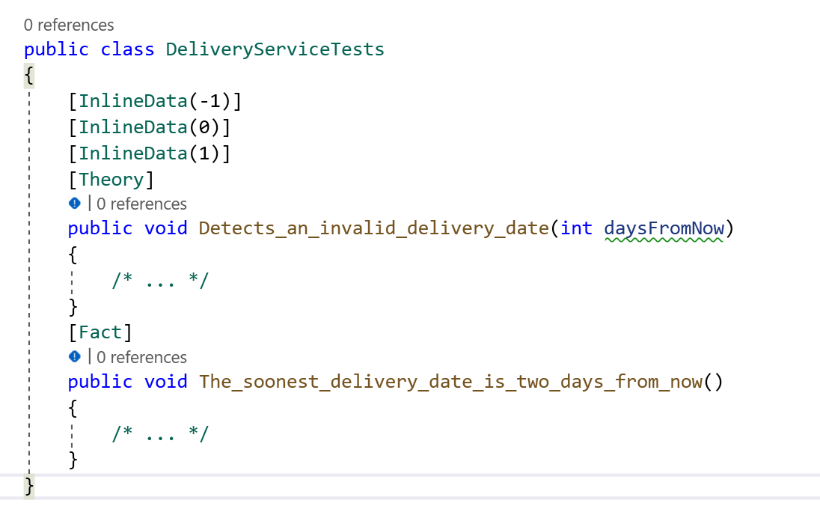 0 references
public class DeliveryServiceTests
{
[InlineData(-1)]
[InlineData(0)]
[InlineData(1)]
[Theory]
| 0 references
public void Detects_an_invalid_delivery_date(int daysFromNow)
{
/* ... */
}
[Fact]
| 0 references
public void The_soonest_delivery_date_is_two_days_from_now()
{
/* ... */
}
}